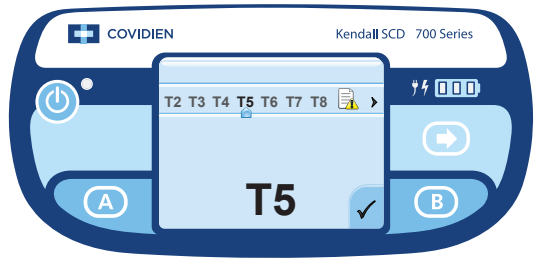 COVIDIEN
Kendall SCD 700 Series
T2 T3 T4 T5 T6 T7 T8
T5
A
B